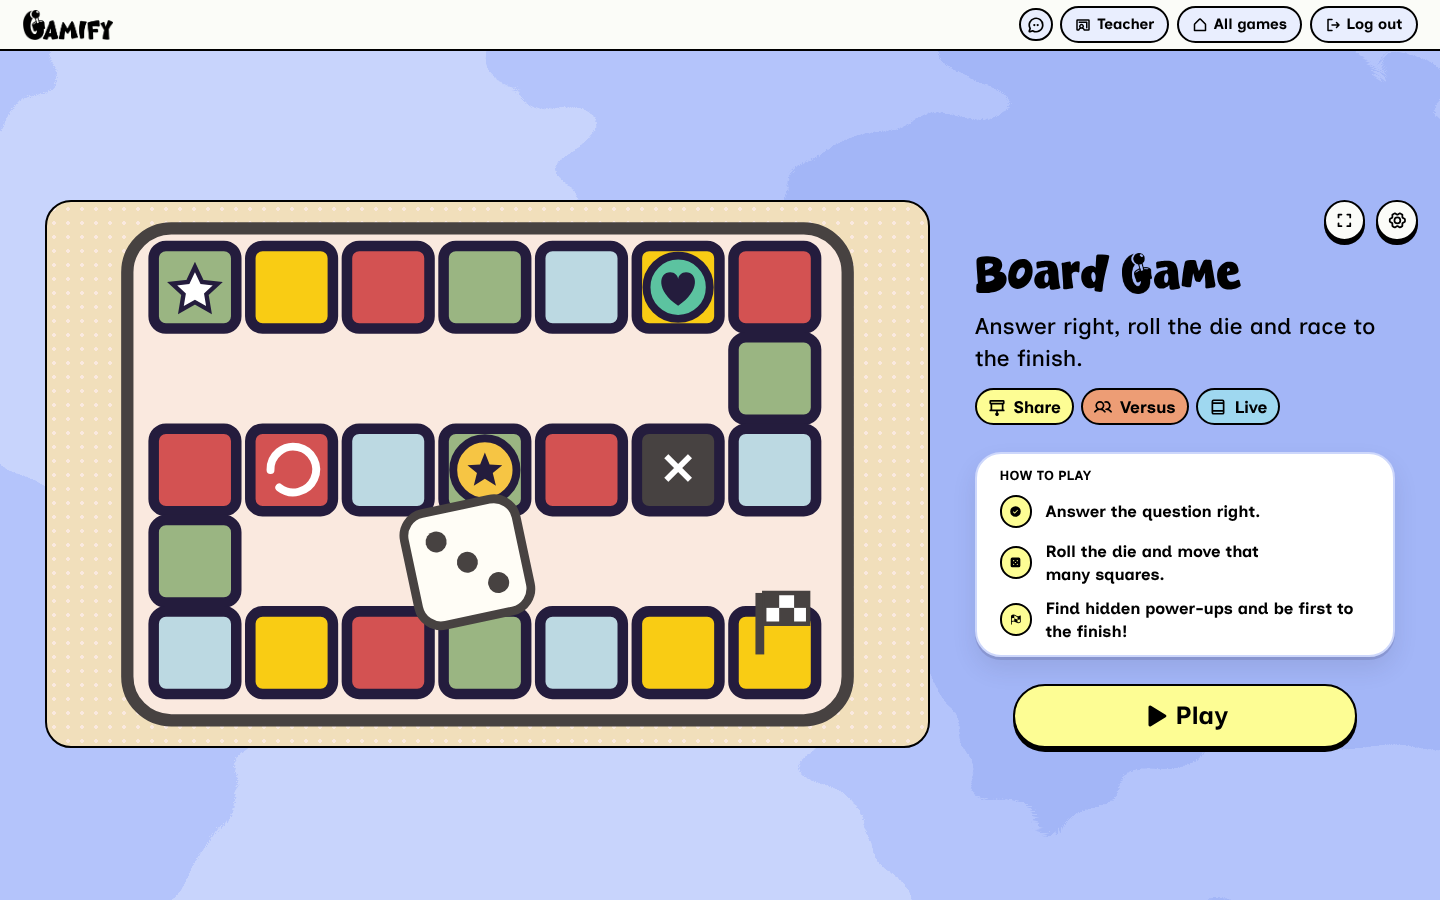 GAMIFY
Teacher
All games
Log out
Board Game
Answer right, roll the die and race to
the finish.
Share
Versus
Live
HOW TO PLAY
Answer the question right.
Roll the die and move that
many squares.
Find hidden power-ups and be first to
the finish!
Play